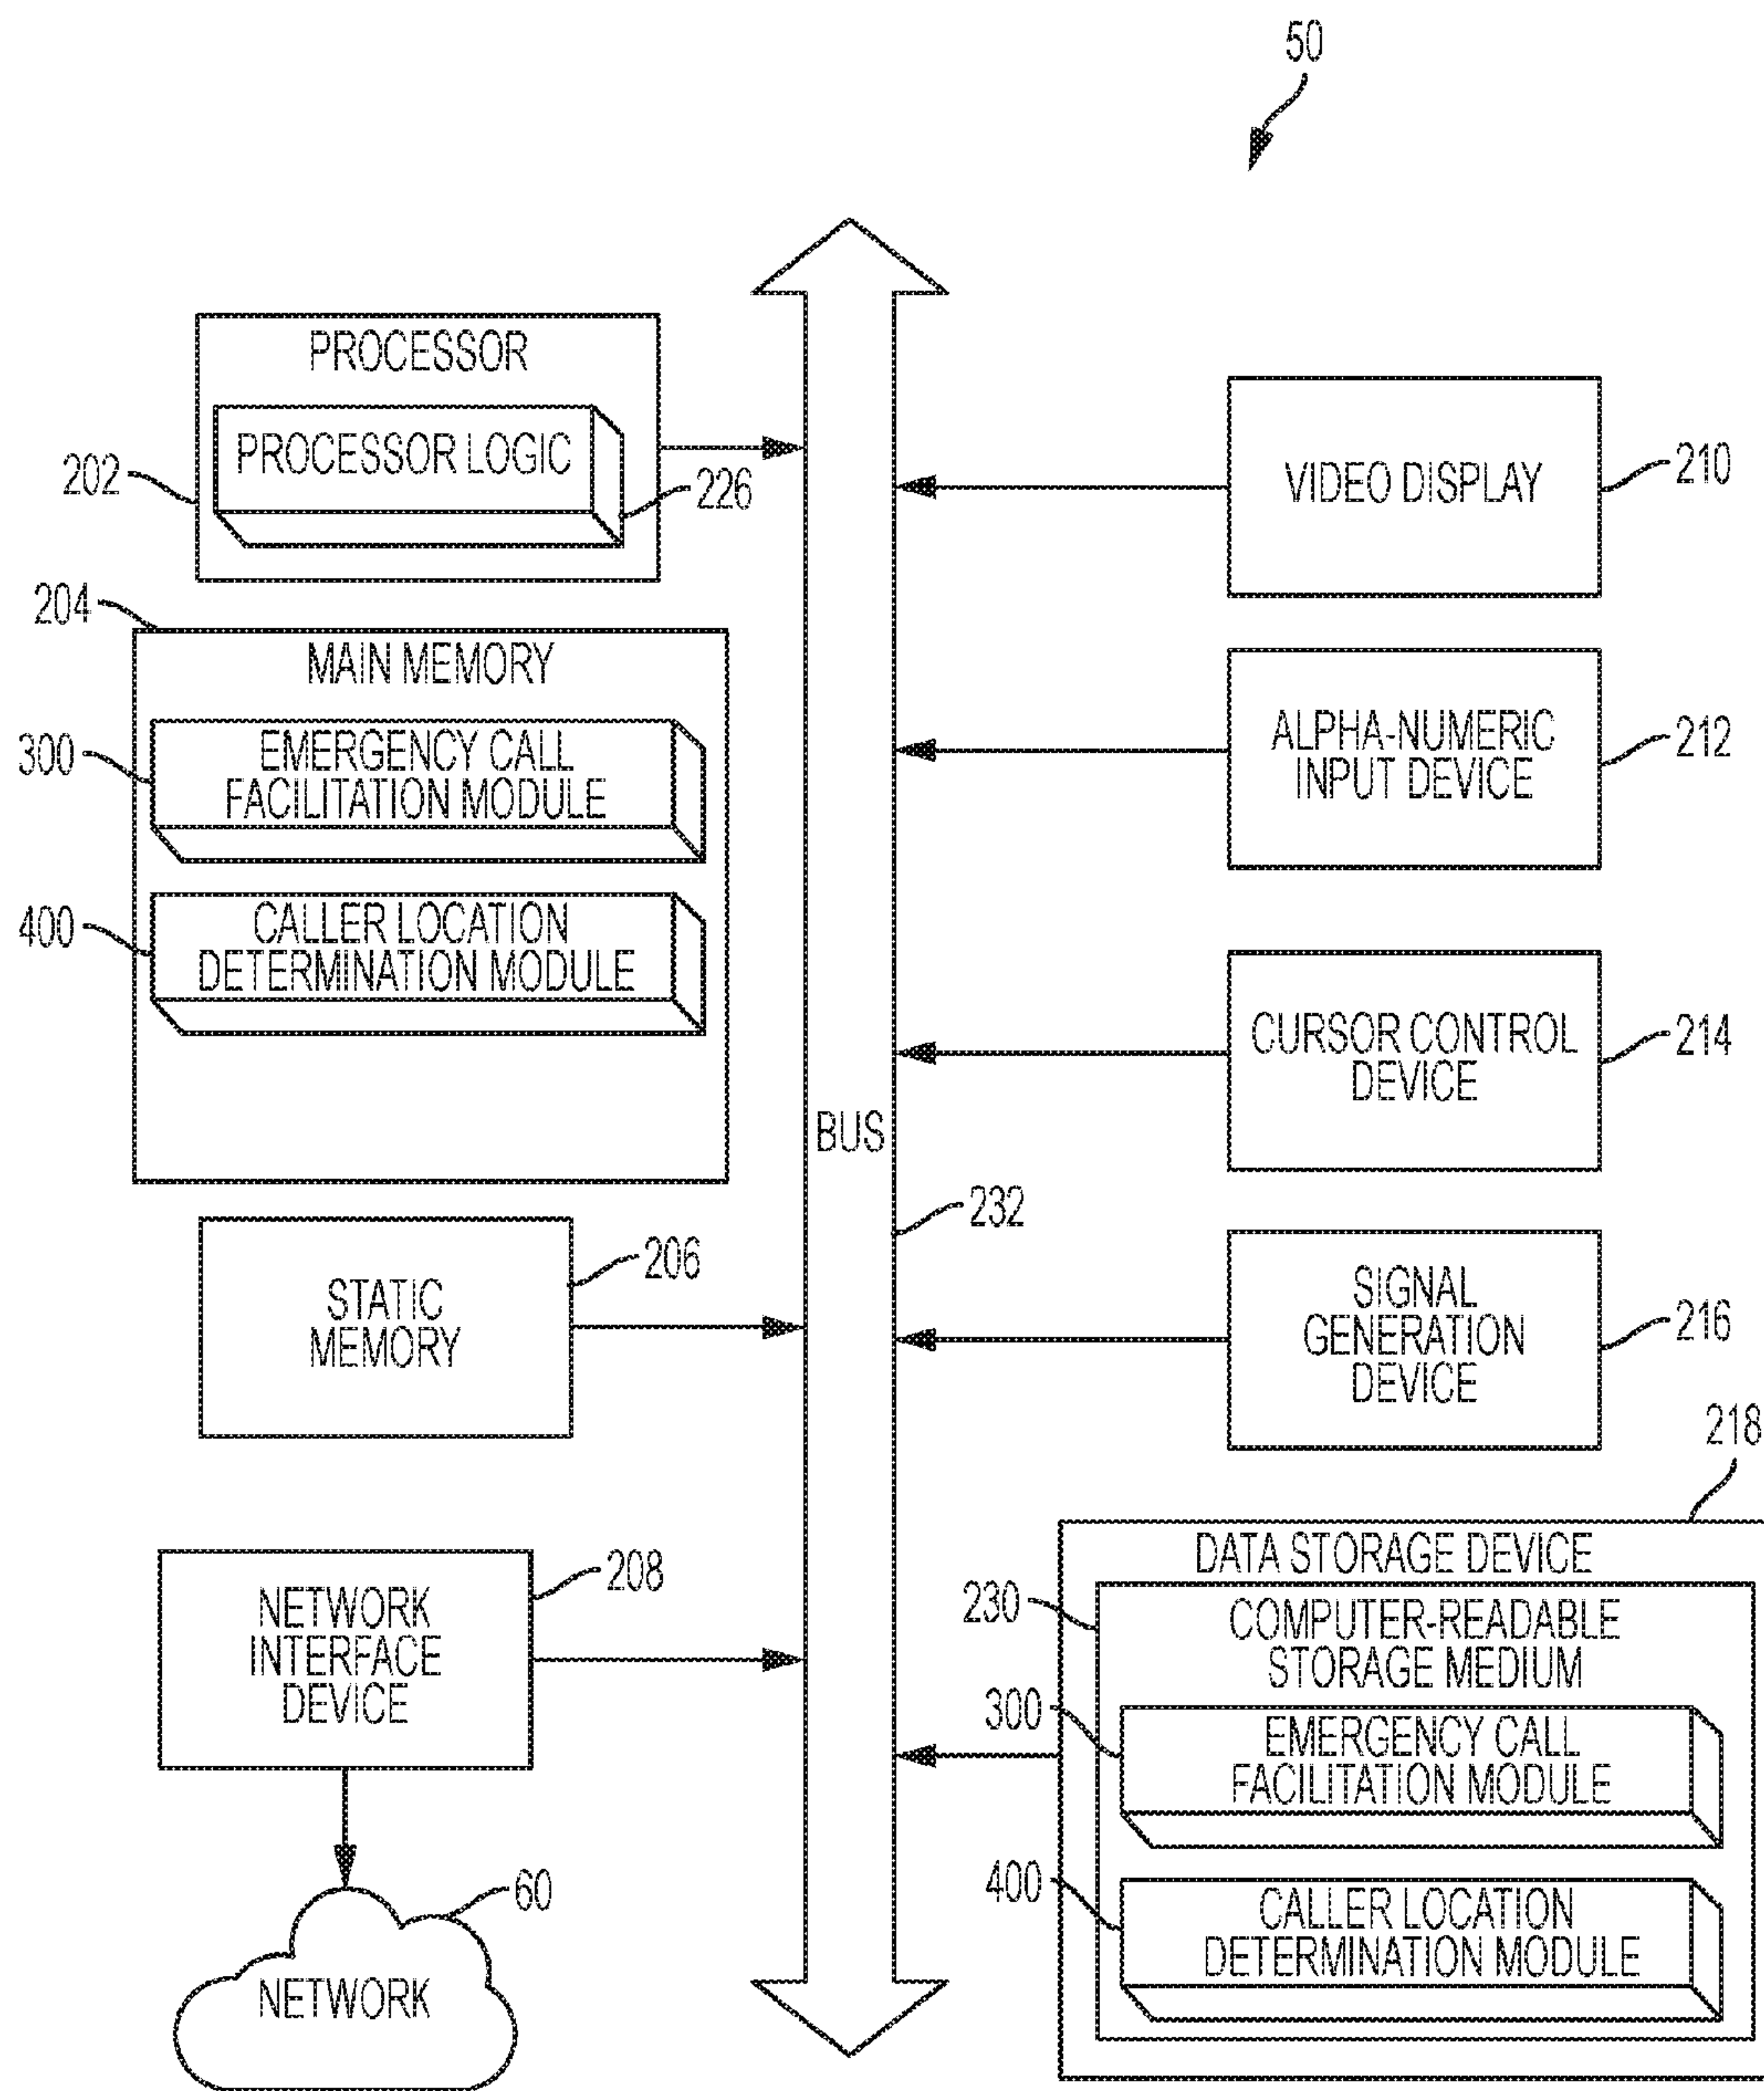 50
PROCESSOR
PROCESSOR LOGIC
202
226
204
MAIN MEMORY
300
EMERGENCY CALL
FACILITATION MODULE
400
CALLER LOCATION
DETERMINATION MODULE
STATIC
MEMORY
206
NETWORK
INTERFACE
DEVICE
208
60
NETWORK
BUS
232
VIDEO DISPLAY
210
ALPHA-NUMERIC
INPUT DEVICE
212
CURSOR CONTROL
DEVICE
214
SIGNAL
GENERATION
DEVICE
216
218
DATA STORAGE DEVICE
230
COMPUTER-READABLE
STORAGE MEDIUM
300
EMERGENCY CALL
FACILITATION MODULE
400
CALLER LOCATION
DETERMINATION MODULE